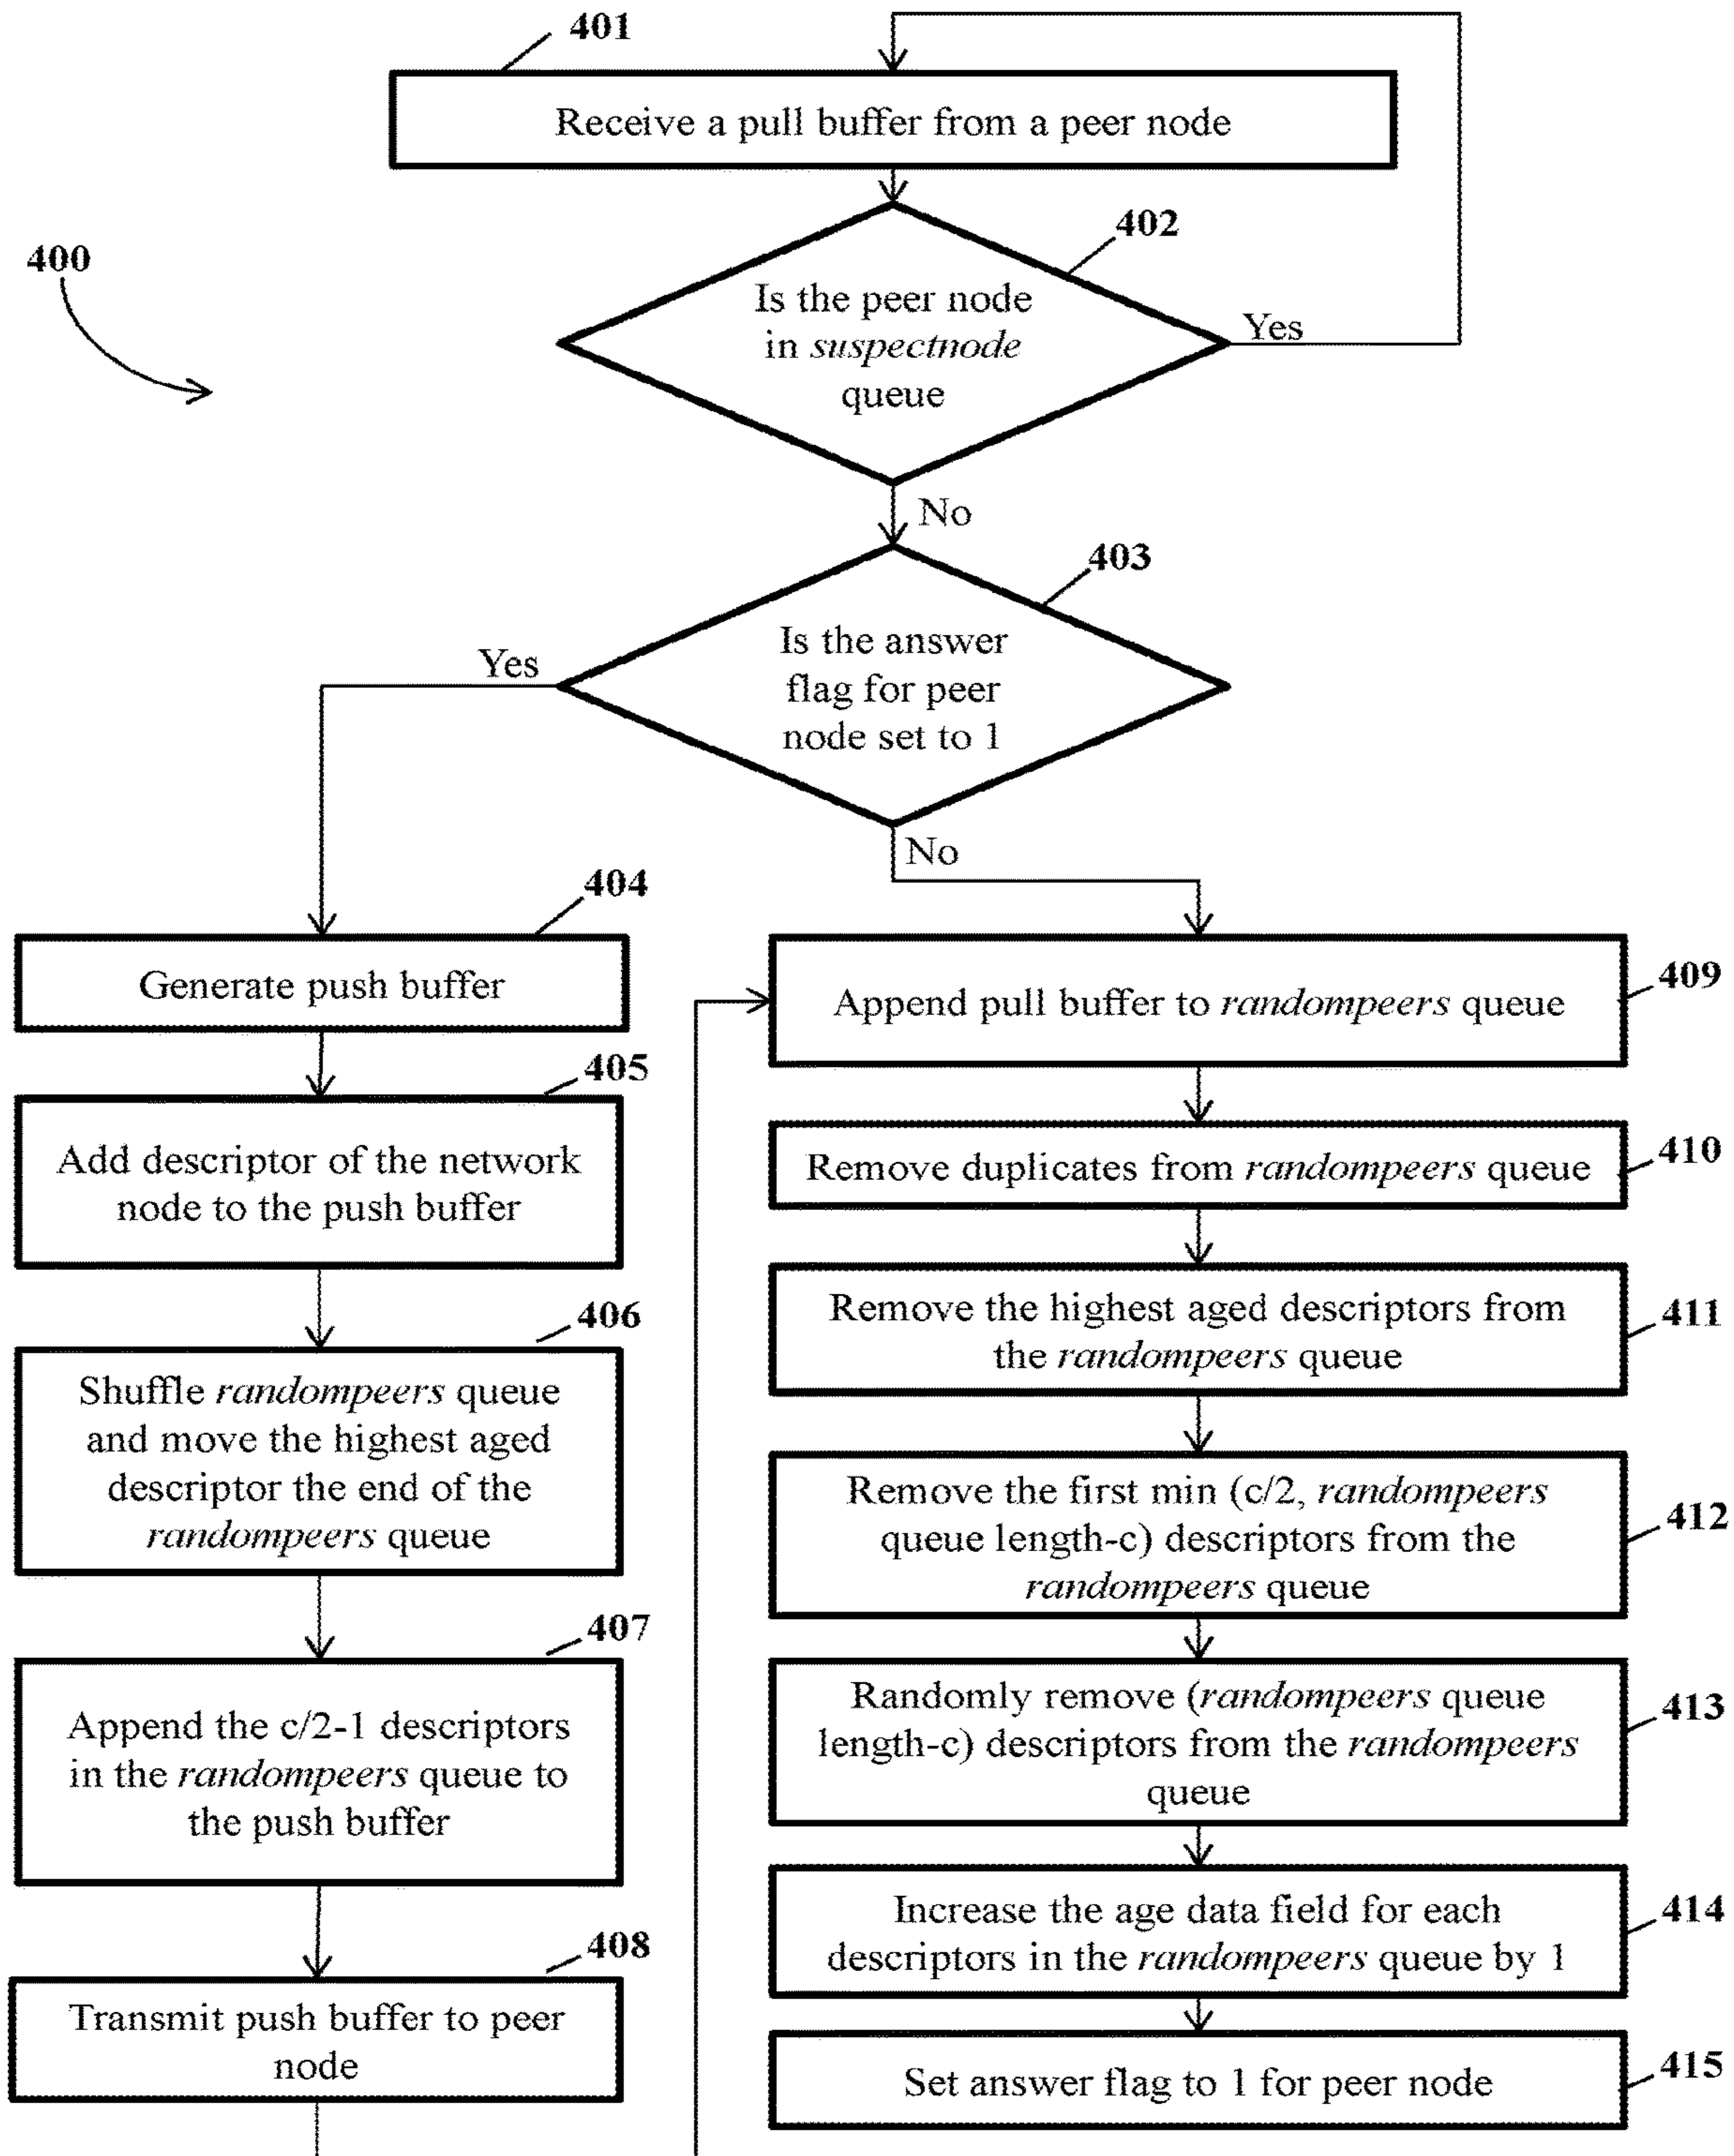 401
Receive a pull buffer from a peer node
400
402
Is the peer node
in suspectnode
queue
Yes
No
403
Is the answer
flag for peer
node set to 1
Yes
No
404
Generate push buffer
405
Add descriptor of the network
node to the push buffer
406
Shuffle randompeers queue
and move the highest aged
descriptor the end of the
randompeers queue
407
Append the c/2-1 descriptors
in the randompeers queue to
the push buffer
408
Transmit push buffer to peer
node
409
Append pull buffer to randompeers queue
410
Remove duplicates from randompeers queue
411
Remove the highest aged descriptors from
the randompeers queue
412
Remove the first min (c/2, randompeers
queue length-c) descriptors from the
randompeers queue
413
Randomly remove (randompeers queue
length-c) descriptors from the randompeers
queue
414
Increase the age data field for each
descriptors in the randompeers queue by 1
415
Set answer flag to 1 for peer node